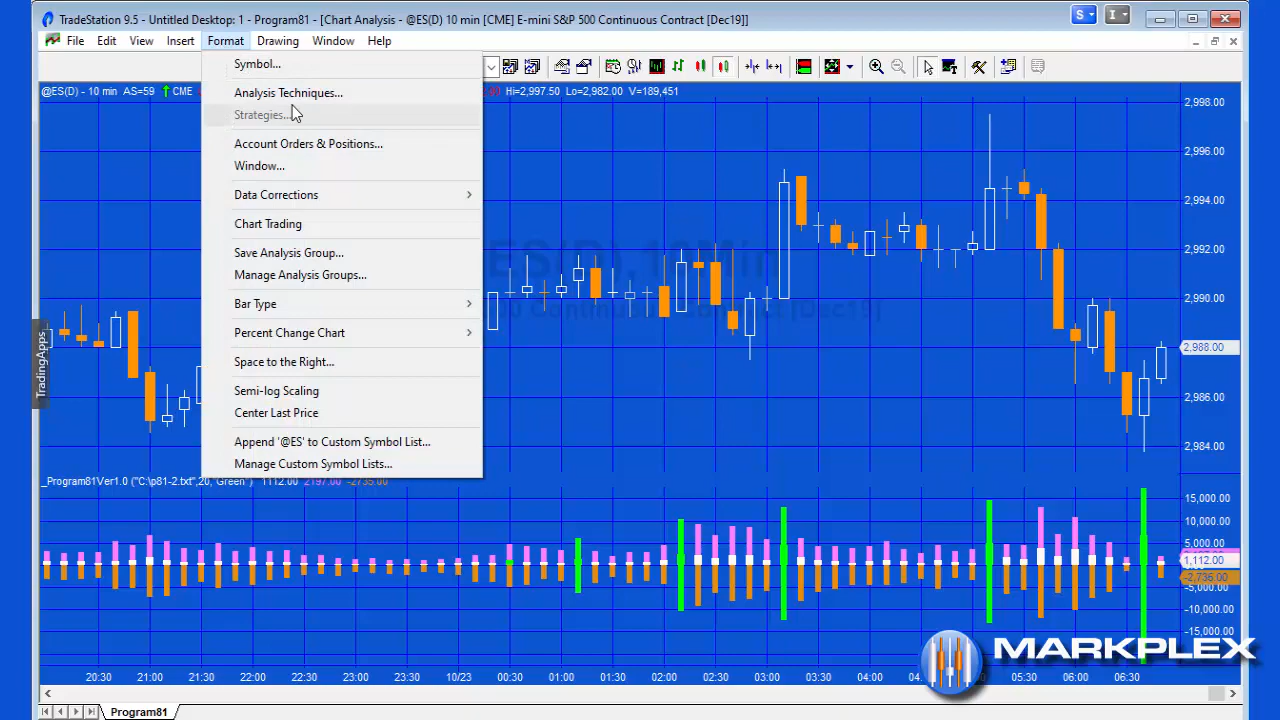 TradeStation 9.5 - Untitled Desktop: 1 - Program81 - [Chart Analysis - @ES(D) 10 min [CME] E-mini S&P 500 Continuous Contract [Dec19]]
S
I
File Edit View Insert Format Drawing Window Help
@ES(D) - 10 min AS=59 CME Hi=2,997.50 Lo=2,982.00 V=189,451
Symbol...
Analysis Techniques...
Strategies...
Account Orders & Positions...
Window...
Data Corrections
Chart Trading
Save Analysis Group...
Manage Analysis Groups...
Bar Type
Percent Change Chart
Space to the Right...
Semi-log Scaling
Center Last Price
Append '@ES' to Custom Symbol List...
Manage Custom Symbol Lists...
@ES(D),10Min
Continuous Contract [Dec19]
2,998.00
2,996.00
2,994.00
2,992.00
2,990.00
2,988.00
2,986.00
2,984.00
TradingApps
_Program81Ver1.0 ("C:\p81-2.txt",20, Green") 1112.00 2197.00 -2735.00
15,000.00
10,000.00
5,000.00
1,112.00
-2,736.00
-5,000.00
-10,000.00
-15,000.00
MARKPLEX
20:30 21:00 21:30 22:00 22:30 23:00 23:30 10/23 00:30 01:00 01:30 02:00 02:30 03:00 03:30 04:00 05:30 06:00 06:30
Program81